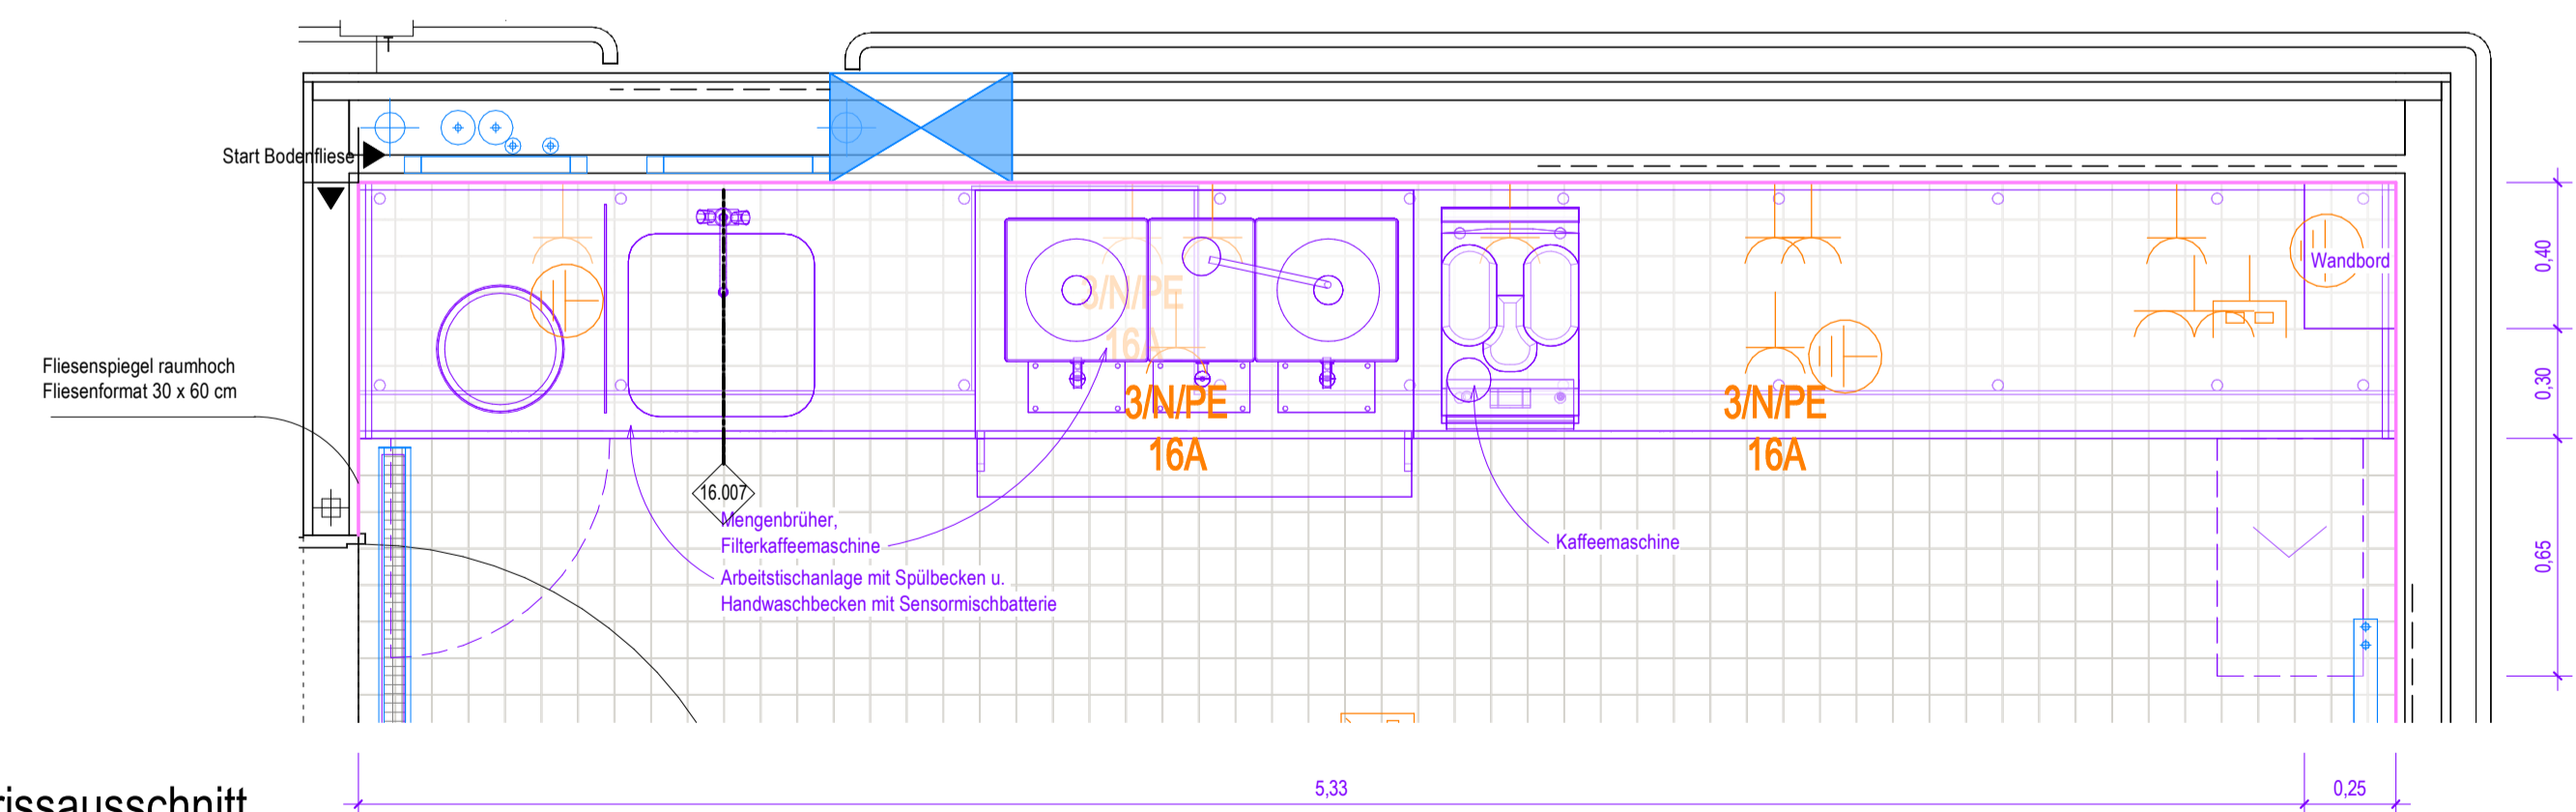 Start Bodenfliese
Wandbord
0,40
3/N/PE
16A
Fliesenspiegel raumhoch
Fliesenformat 30 x 60 cm
0,30
3/N/PE
16A
3/N/PE
16A
16.007
Mengenbrüher,
Filterkaffeemaschine
Kaffeemaschine
0,65
Arbeitstischanlage mit Spülbecken u.
Handwaschbecken mit Sensormischbatterie
5,33
0,25
rissausschnitt